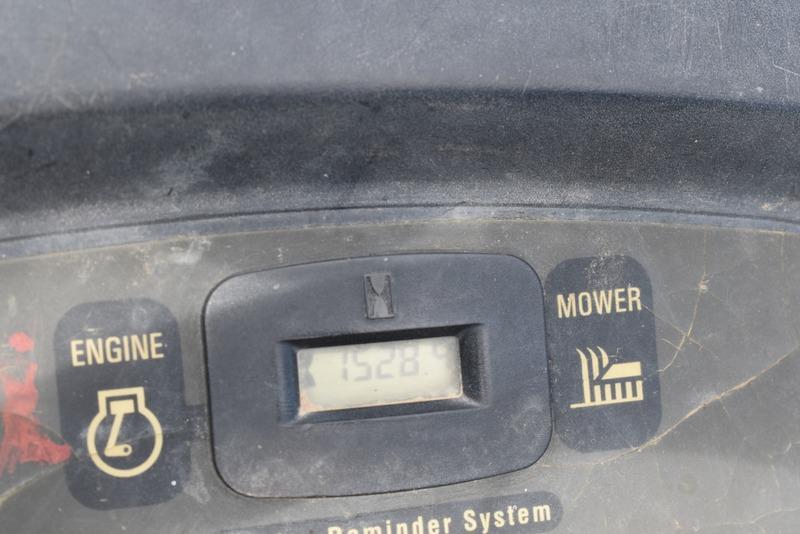 ENGINE
1528.9
MOWER
Reminder System